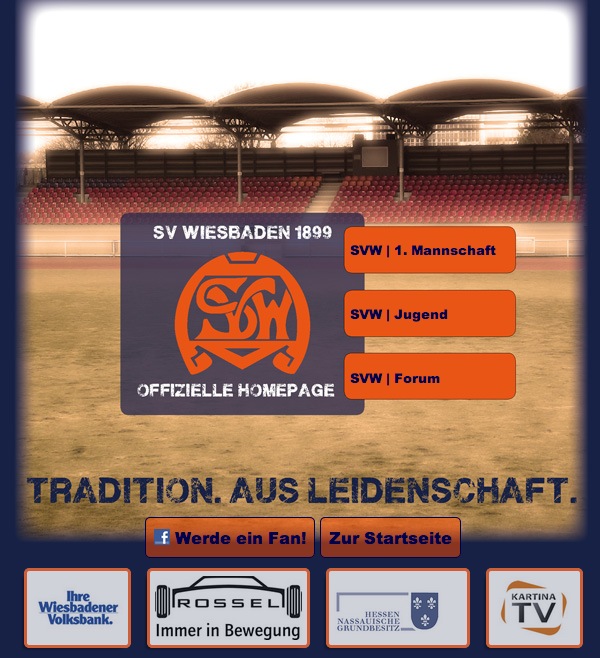 SV WIESBADEN 1899
SVW
OFFIZIELLE HOMEPAGE
SVW | 1. Mannschaft
SVW | Jugend
SVW | Forum
TRADITION. AUS LEIDENSCHAFT.
f Werde ein Fan!
Zur Startseite
Ihre
Wiesbadener
Volksbank.
ROSSEL
Immer in Bewegung
HESSEN
NASSAUISCHE
GRUNDBESITZ
KARTINA
TV